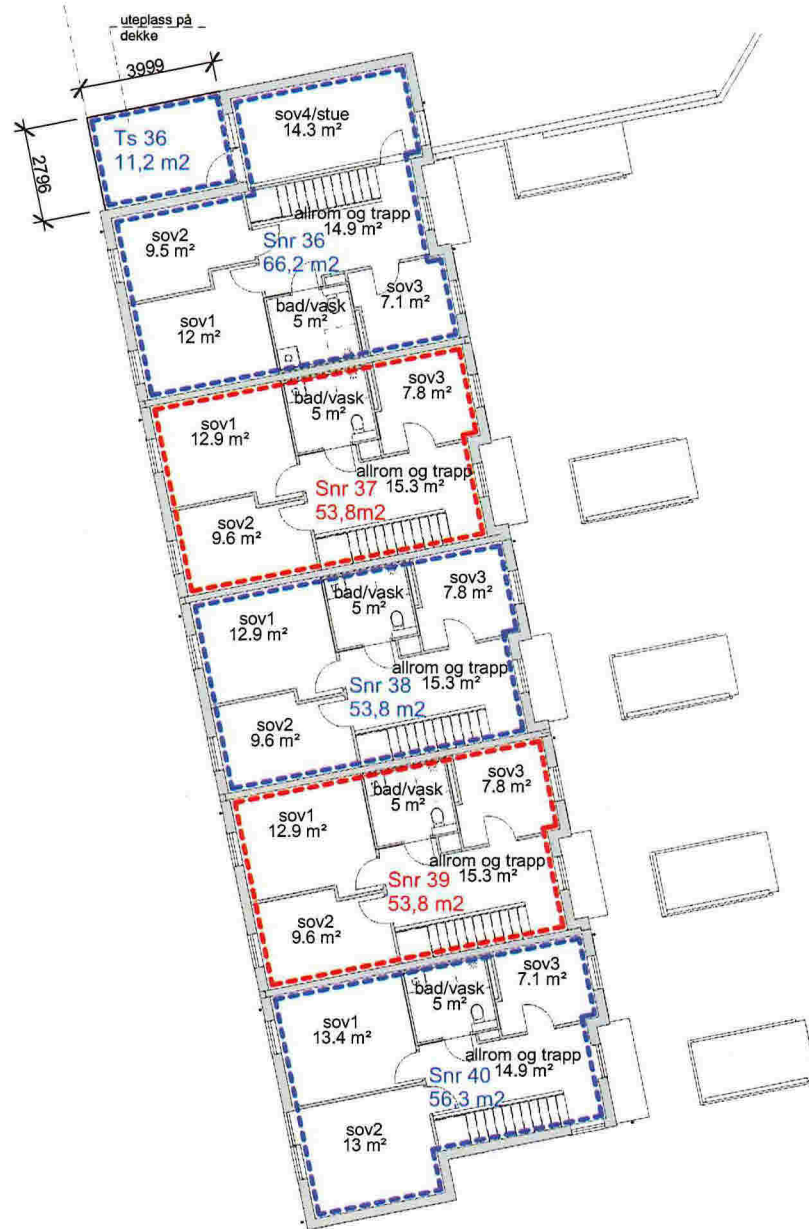 uteplass på
dekke
3999
2796
Ts 36
11,2 m2
sov4/stue
14.3 m²
allrom og trapp
14.9 m²
sov2
9.5 m²
Snr 36
66,2 m2
sov3
7.1 m²
bad/vask
5 m²
sov1
12 m²
sov3
7.8 m²
bad/vask
5 m²
sov1
12.9 m²
allrom og trapp
15.3 m²
Snr 37
53,8m2
sov2
9.6 m²
sov3
7.8 m²
bad/vask
5 m²
sov1
12.9 m²
allrom og trapp
15.3 m²
Snr 38
53,8 m2
sov2
9.6 m²
sov3
7.8 m²
bad/vask
5 m²
sov1
12.9 m²
allrom og trapp
15.3 m²
Snr 39
53,8 m2
sov2
9.6 m²
sov3
7.1 m²
bad/vask
5 m²
sov1
13.4 m²
allrom og trapp
14.9 m²
Snr 40
56,3 m2
sov2
13 m²